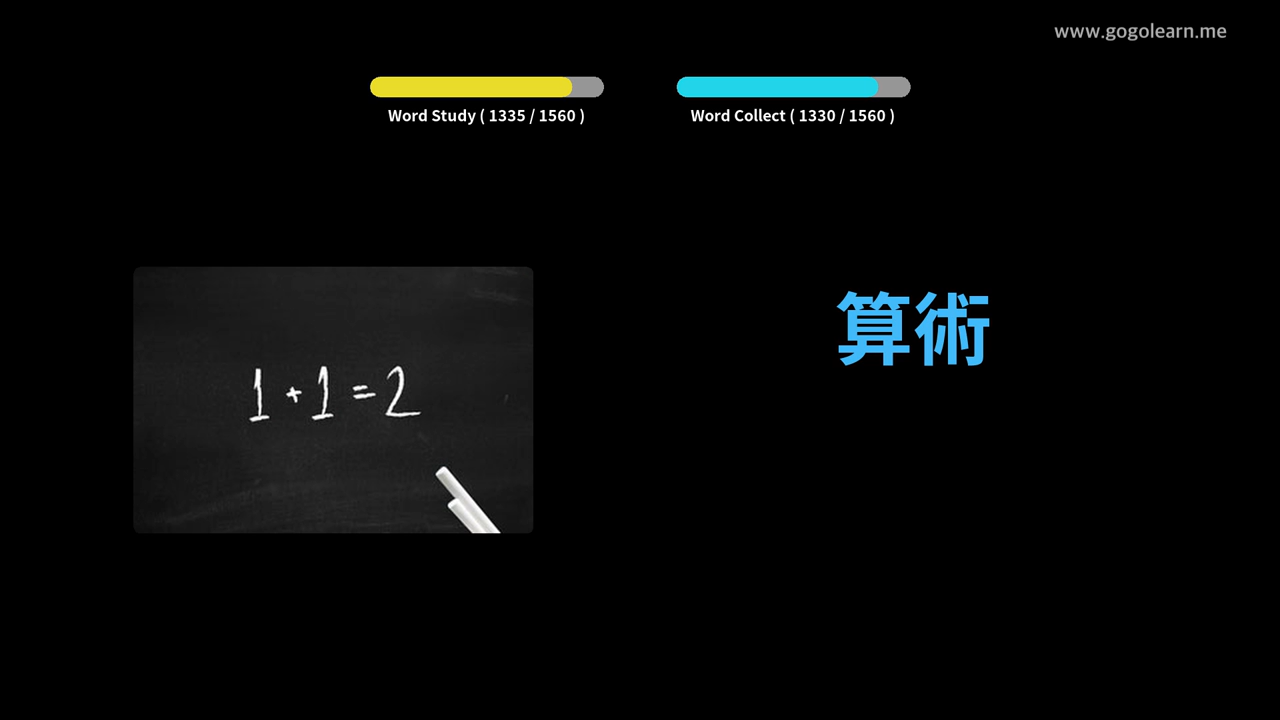 www.gogolearn.me
Word Study ( 1335 / 1560 )
Word Collect ( 1330 / 1560 )
1 + 1 = 2
算術